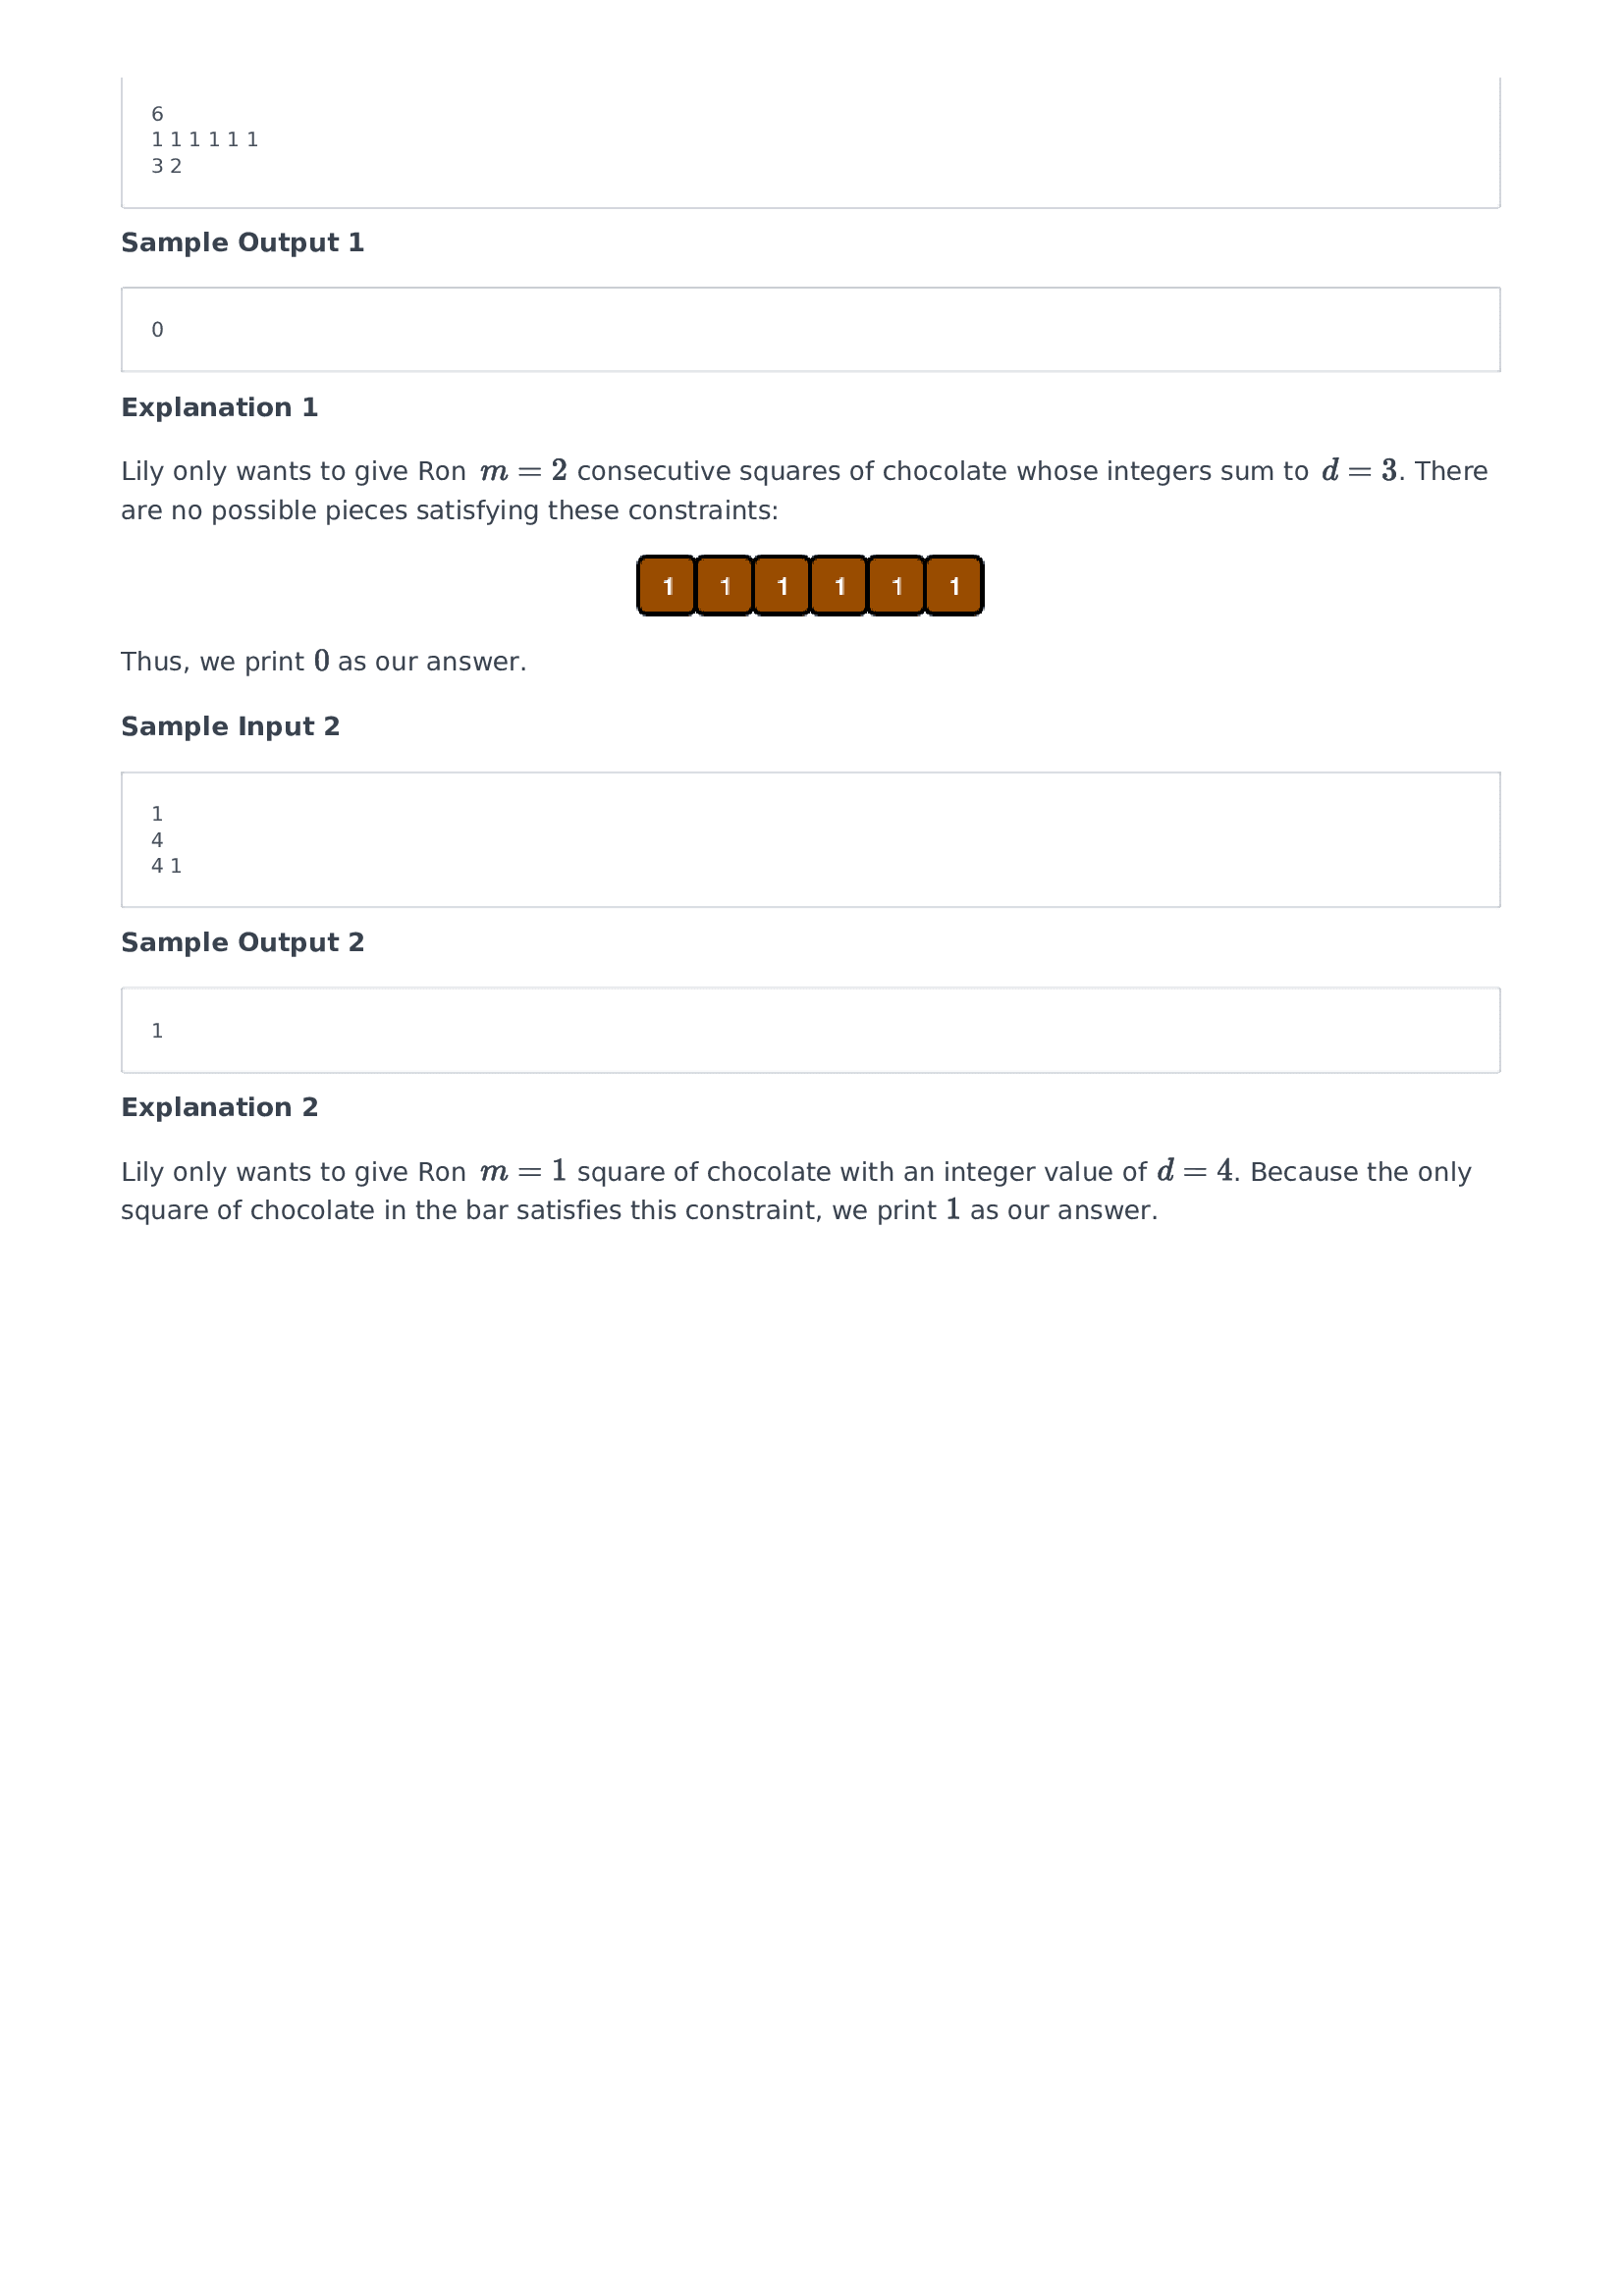 6
1 1 1 1 1 1
3 2
Sample Output 1
0
Explanation 1
Lily only wants to give Ron m = 2 consecutive squares of chocolate whose integers sum to d = 3. There
are no possible pieces satisfying these constraints:
1 1 1 1 1 1
Thus, we print 0 as our answer.
Sample Input 2
1
4
4 1
Sample Output 2
1
Explanation 2
Lily only wants to give Ron m = 1 square of chocolate with an integer value of d = 4. Because the only
square of chocolate in the bar satisfies this constraint, we print 1 as our answer.